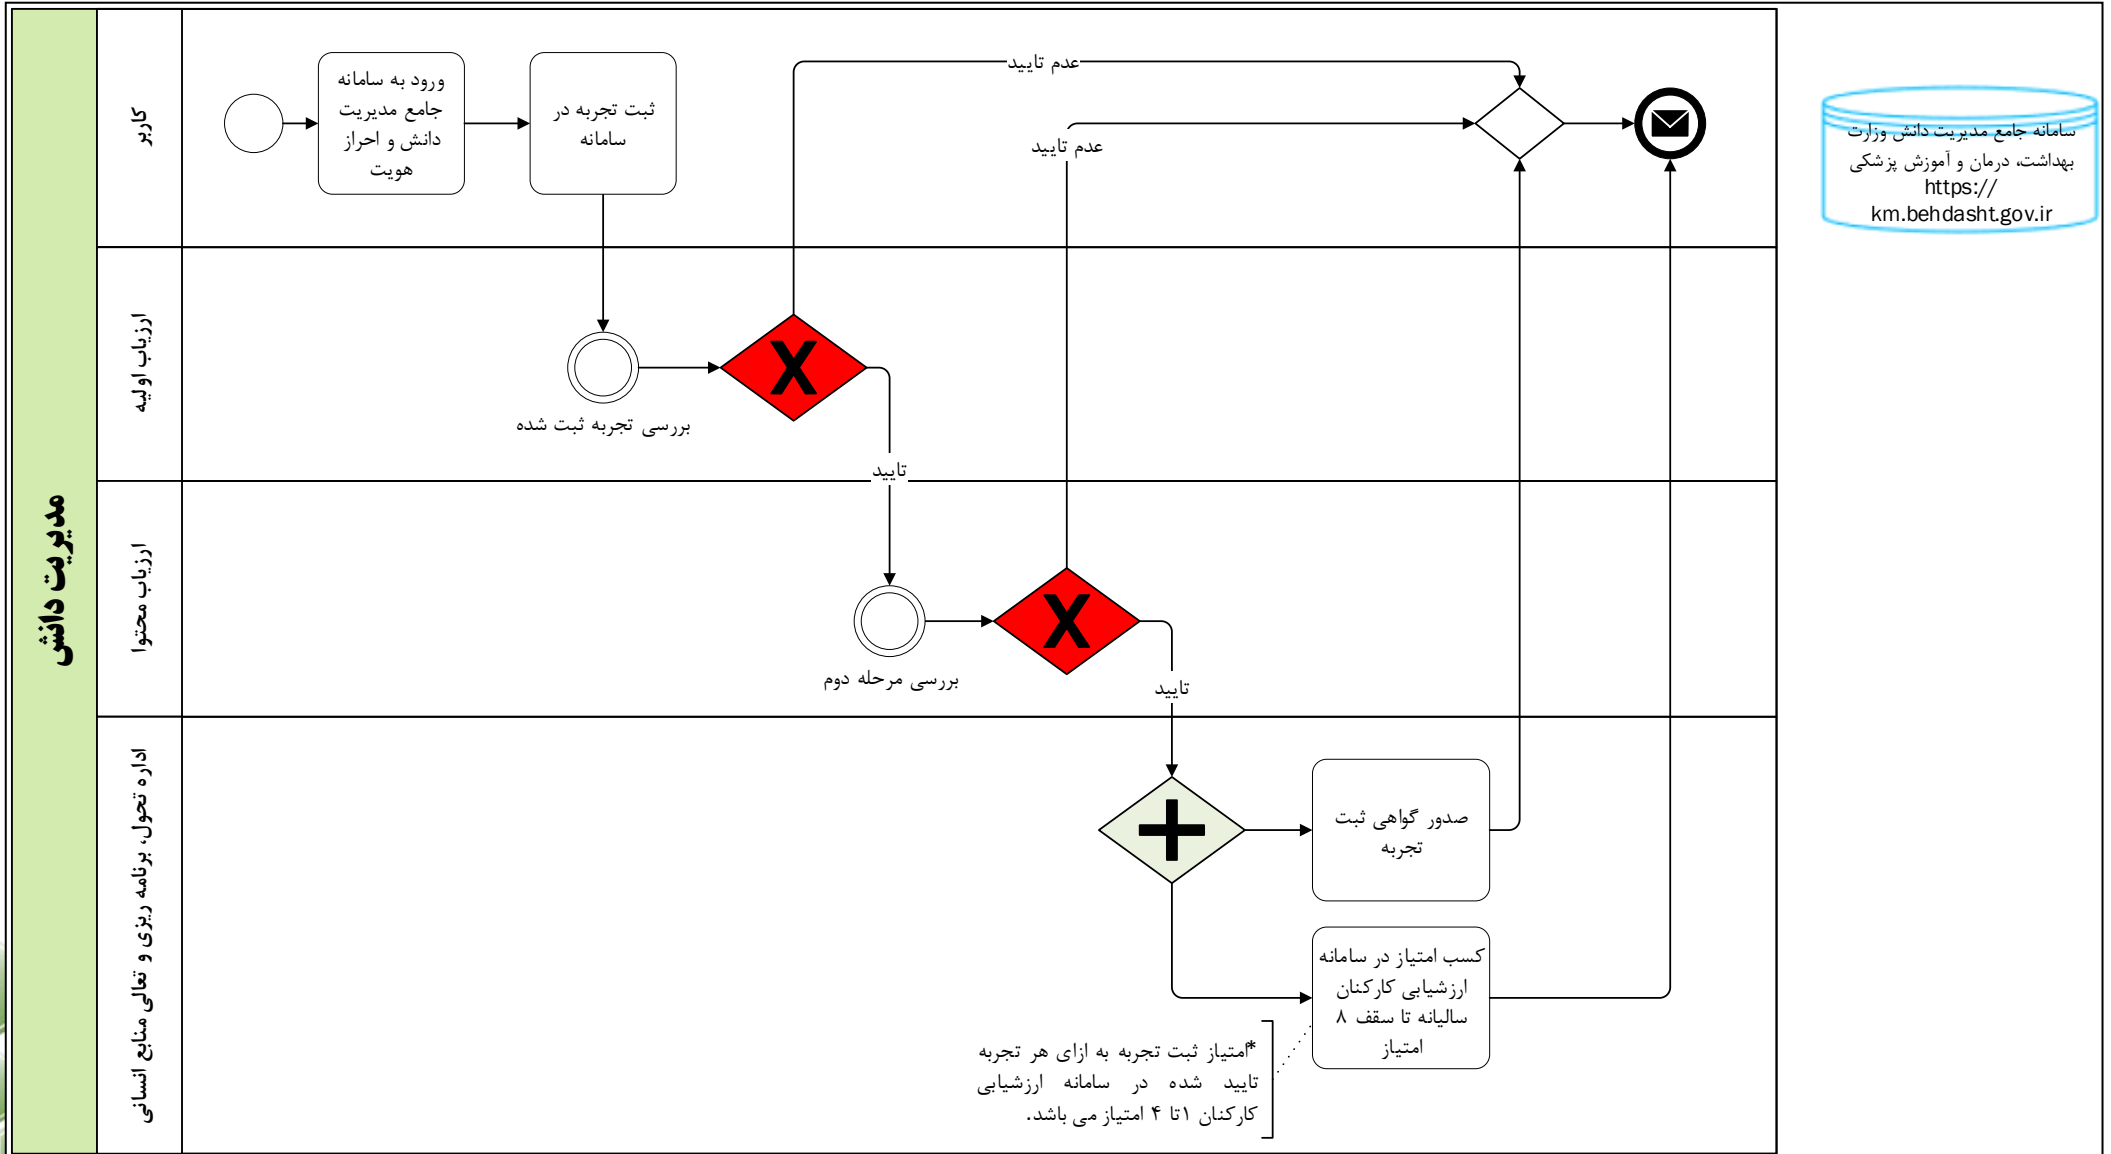 مدیریت دانش
کاربر
ورود به سامانه
جامع مدیریت
دانش و احراز
هویت
ثبت تجربه در
سامانه
عدم تایید
عدم تایید
سامانه جامع مدیریت دانش وزارت
بهداشت، درمان و آموزش پزشکی
https://
km.behdasht.gov.ir
ارزیاب اولیه
X
بررسی تجربه ثبت شده
تایید
ارزیاب محتوا
X
بررسی مرحله دوم
تایید
اداره تحول، برنامه ریزی و تعالی منابع انسانی
صدور گواهی ثبت
تجربه
کسب امتیاز در سامانه
ارزشیابی کارکنان
سالیانه تا سقف ۸
امتیاز
*امتیاز ثبت تجربه به ازای هر تجربه
تایید شده در سامانه ارزشیابی
کارکنان ۱تا ۴ امتیاز می باشد.